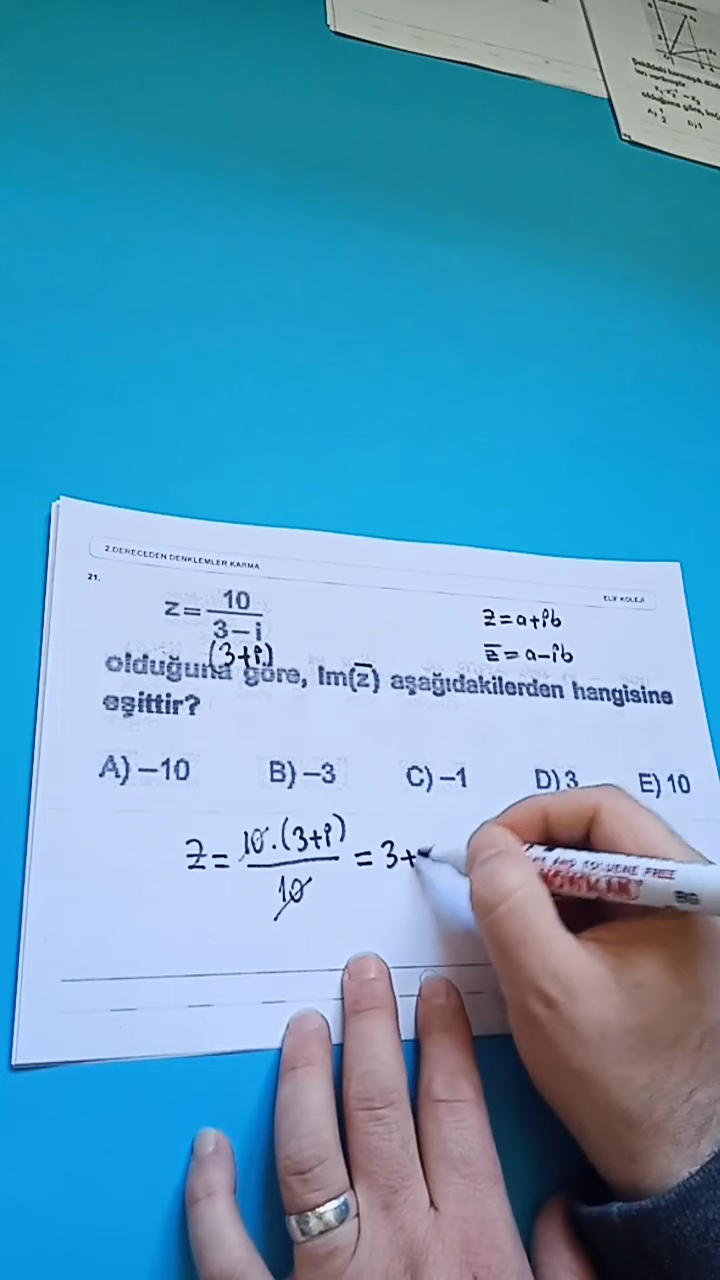 2.DERECEDEN DENKLEMLER KARMA
ELİF KOLEJİ
21.
z = 10 / 3 – i
(3+i)
z = a+ib
z̅ = a–ib
olduğuna göre, Im(z̅) aşağıdakilerden hangisine
eşittir?
A) –10 B) –3 C) –1 D) 3 E) 10
z = 10.(3+i) / 10 = 3+